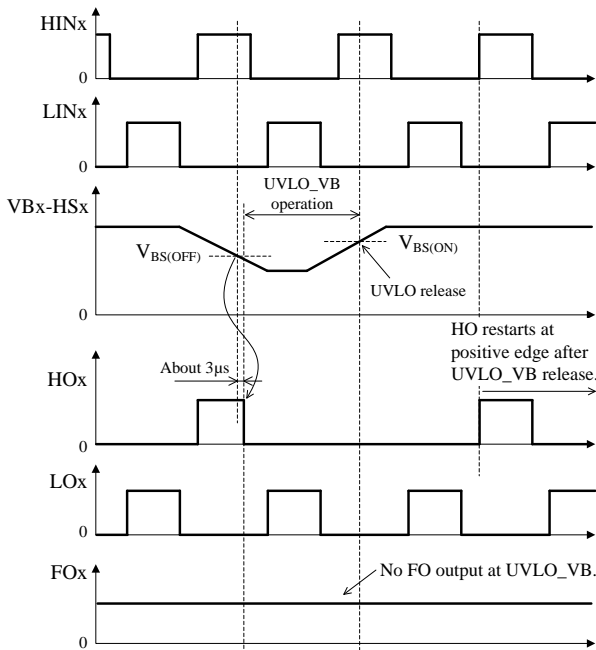 HINx
0
LINx
0
UVLO_VB
operation
VBx-HSx
V_BS(OFF)
V_BS(ON)
UVLO release
0
HO restarts at
positive edge after
UVLO_VB release.
About 3µs
HOx
0
LOx
0
No FO output at UVLO_VB.
FOx
0